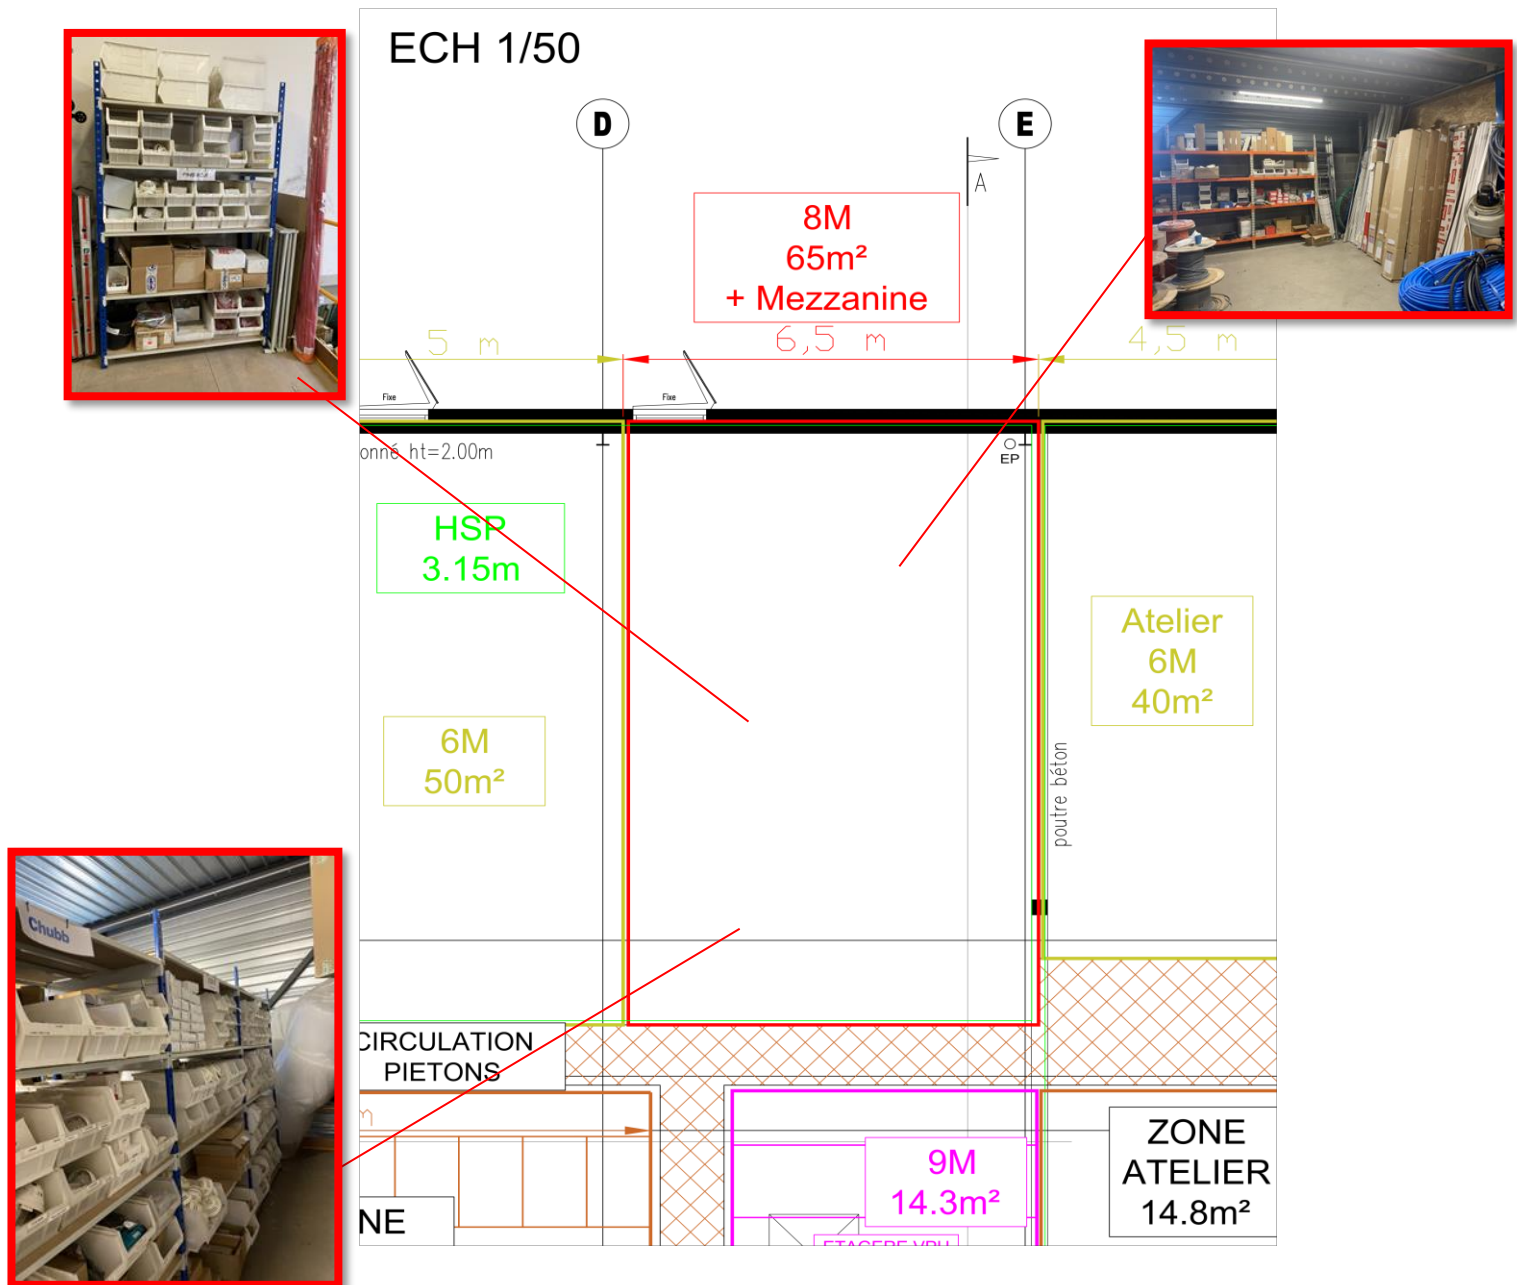 ECH 1/50
D
E
A
8M
65m²
+ Mezzanine
5 m
6,5 m
4,5 m
Fixe
Fixe
onné ht=2.00m
EP
HSP
3.15m
Atelier
6M
40m²
6M
50m²
poutre béton
Chubb
CIRCULATION
PIETONS
m
9M
14.3m²
ZONE
ATELIER
14.8m²
NE